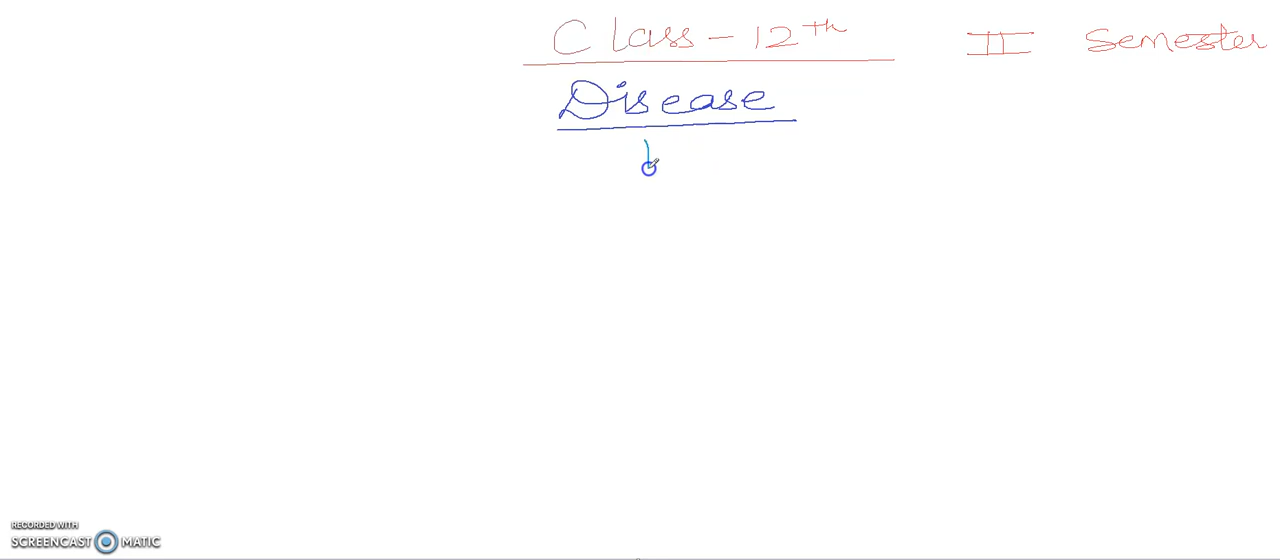 Class - 12th II Semester
Disease
RECORDED WITH
SCREENCAST MATIC